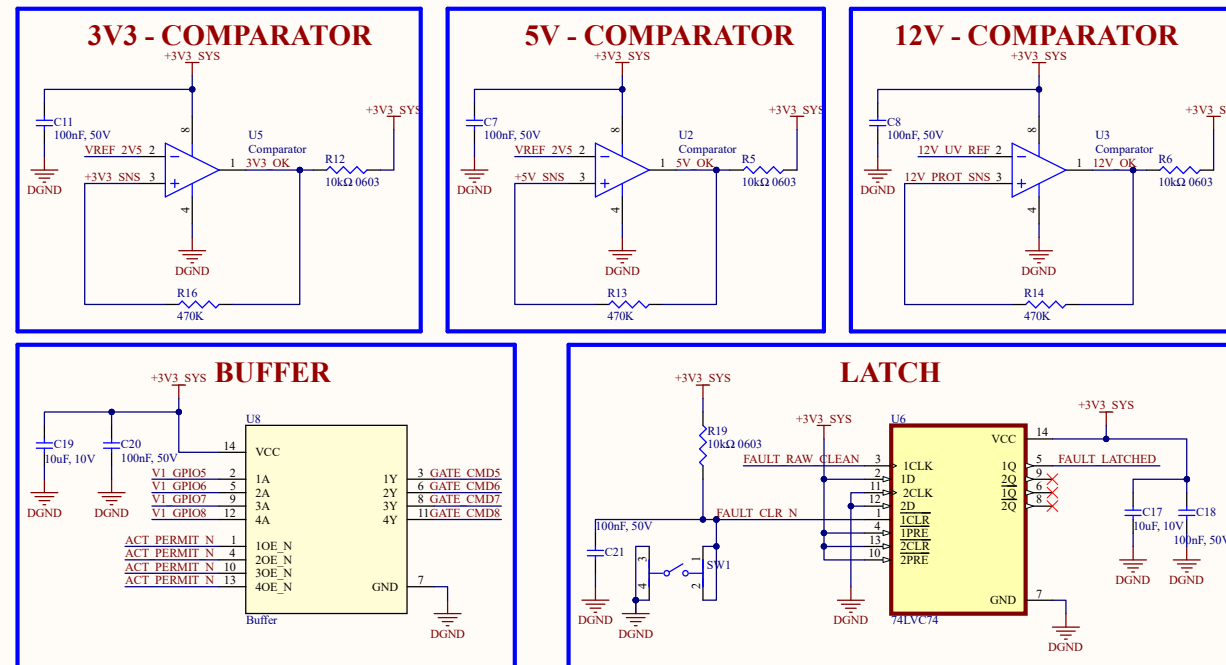 3V3 - COMPARATOR
+3V3_SYS
C11
100nF, 50V
DGND
+3V3_SYS
8
U5
Comparator
VREF_2V5 2
+3V3_SNS 3
1 3V3_OK
R12
10kΩ 0603
4
DGND
R16
470K
5V - COMPARATOR
+3V3_SYS
C7
100nF, 50V
DGND
+3V3_SYS
8
U2
Comparator
VREF_2V5 2
+5V_SNS 3
1 5V_OK
R5
10kΩ 0603
4
DGND
R13
470K
12V - COMPARATOR
+3V3_SYS
C8
100nF, 50V
DGND
+3V3_S
8
U3
Comparator
12V_UV_REF 2
12V_PROT_SNS 3
1 12V_OK
R6
10kΩ 0603
4
DGND
R14
470K
BUFFER
+3V3_SYS
C19
10uF, 10V
C20
100nF, 50V
DGND
DGND
U8
14 VCC
V1_GPIO5 2 1A 1Y 3 GATE_CMD5
V1_GPIO6 5 2A 2Y 6 GATE_CMD6
V1_GPIO7 9 3A 3Y 8 GATE_CMD7
V1_GPIO8 12 4A 4Y 11 GATE_CMD8
ACT_PERMIT_N 1 1OE_N
ACT_PERMIT_N 4 2OE_N
ACT_PERMIT_N 10 3OE_N
ACT_PERMIT_N 13 4OE_N GND 7
Buffer
DGND
LATCH
+3V3_SYS
R19
10kΩ 0603
+3V3_SYS
U6
+3V3_SYS
VCC 14
FAULT_RAW_CLEAN 3 1CLK 1Q 5 FAULT_LATCHED
2 1D 2Q 9
11 2CLK 1Q 6
12 2D 2Q 8
FAULT_CLR_N 1 1CLR
4 1PRE
13 2CLR
10 2PRE
GND 7
74LVC74
100nF, 50V
C21
3
4
1
2
SW1
DGND
DGND
DGND
C17
10uF, 10V
C18
100nF, 50V
DGND
DGND
DGND